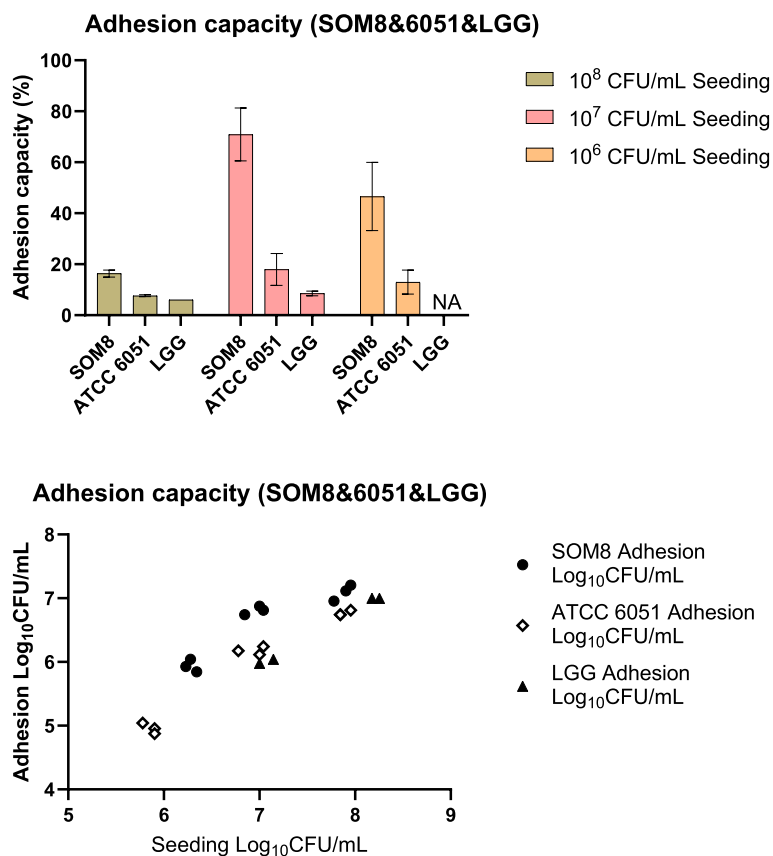 Adhesion capacity (SOM8&6051&LGG)
Adhesion capacity (%)
100
80
60
40
20
0
NA
SOM8
ATCC 6051
LGG
SOM8
ATCC 6051
LGG
SOM8
ATCC 6051
LGG
10⁸ CFU/mL Seeding
10⁷ CFU/mL Seeding
10⁶ CFU/mL Seeding
Adhesion capacity (SOM8&6051&LGG)
Adhesion Log₁₀CFU/mL
8
7
6
5
4
5
6
7
8
9
Seeding Log₁₀CFU/mL
SOM8 Adhesion
Log₁₀CFU/mL
ATCC 6051 Adhesion
Log₁₀CFU/mL
LGG Adhesion
Log₁₀CFU/mL